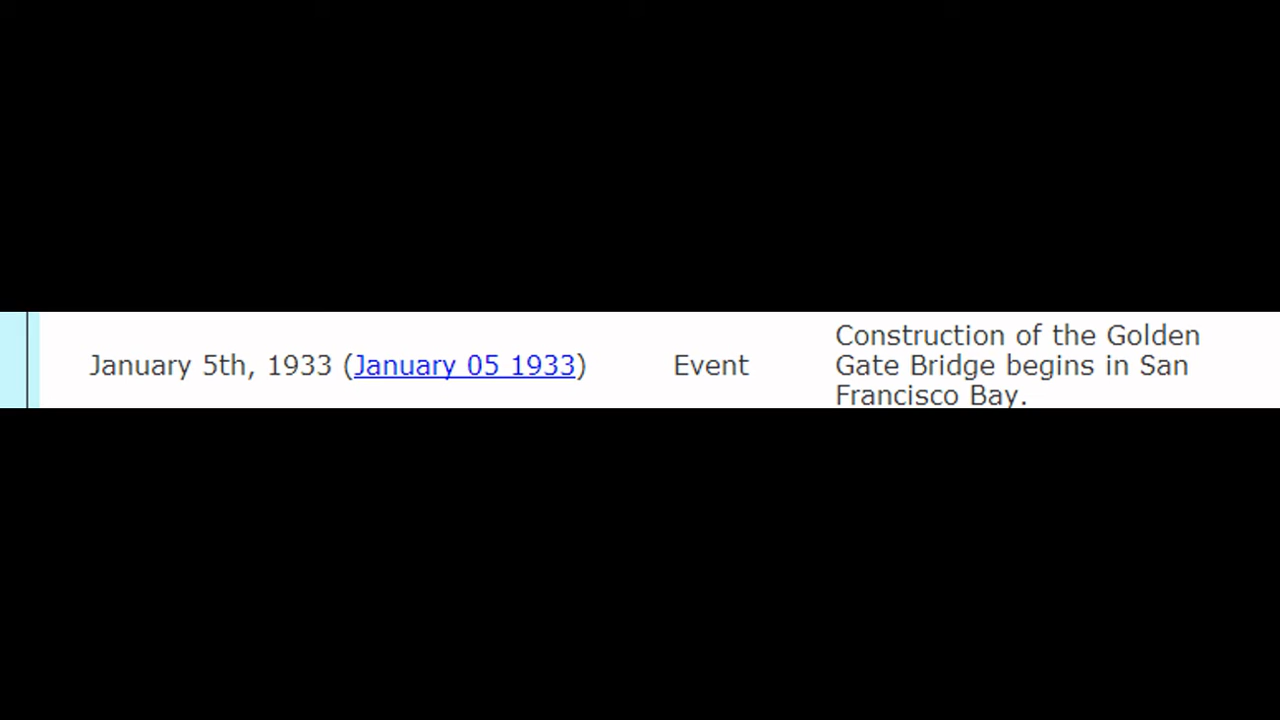 Construction of the Golden
January 5th, 1933 (January 05 1933) Event Gate Bridge begins in San
Francisco Bay.